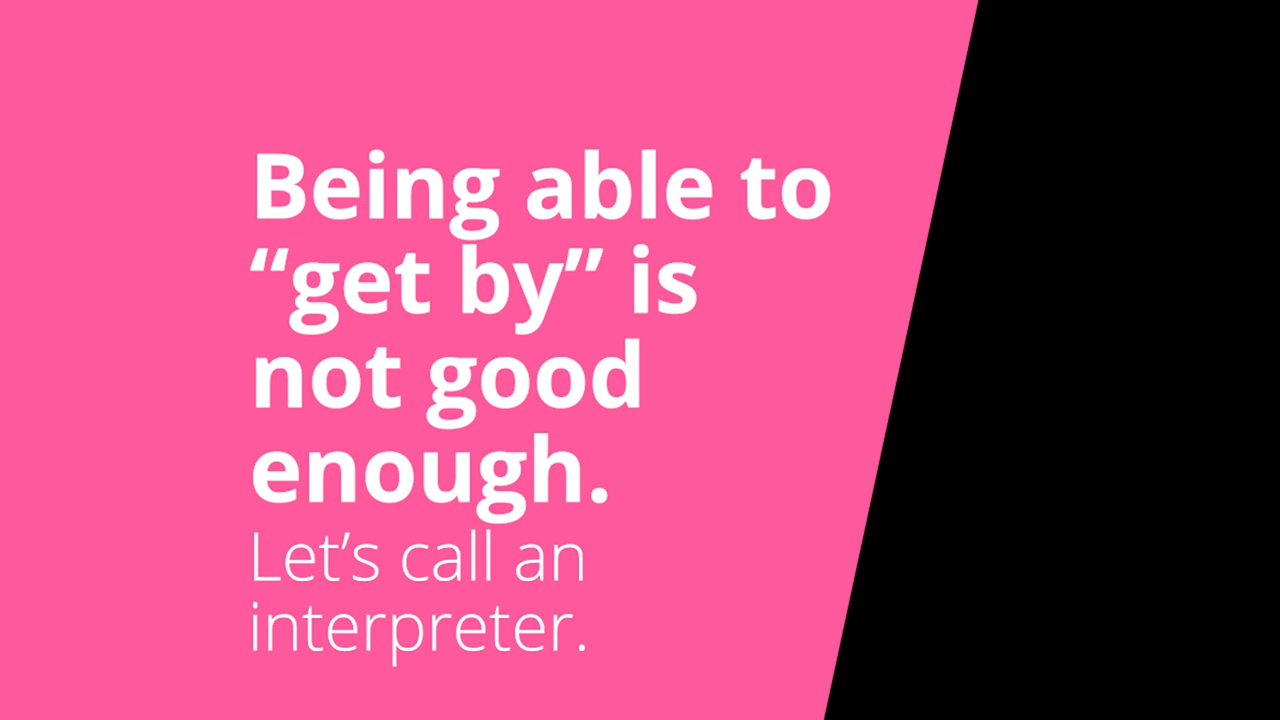 Being able to
“get by” is
not good
enough.
Let’s call an
interpreter.